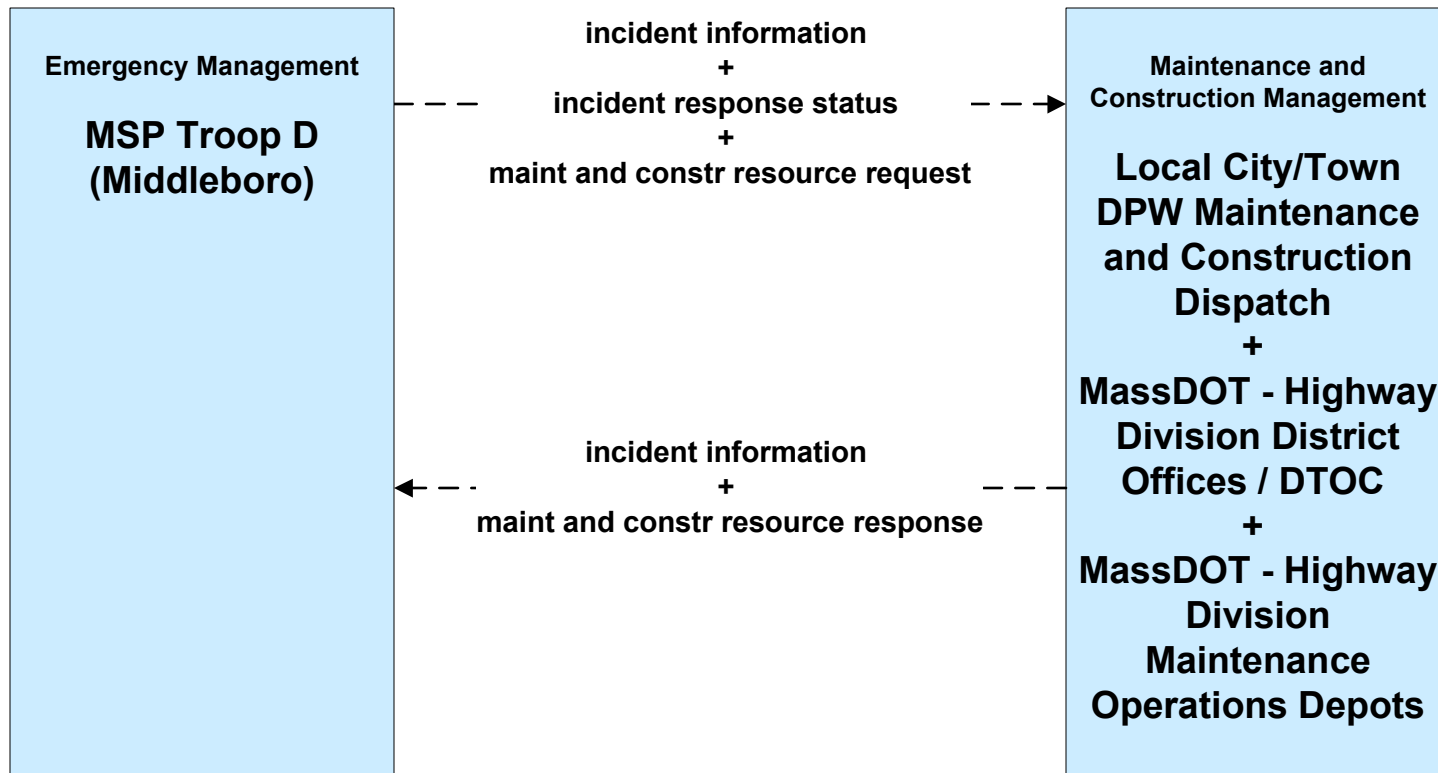 Emergency Management
MSP Troop D
(Middleboro)
incident information
+
incident response status
+
maint and constr resource request
incident information
+
maint and constr resource response
Maintenance and
Construction Management
Local City/Town
DPW Maintenance
and Construction
Dispatch
+
MassDOT - Highway
Division District
Offices / DTOC
+
MassDOT - Highway
Division
Maintenance
Operations Depots